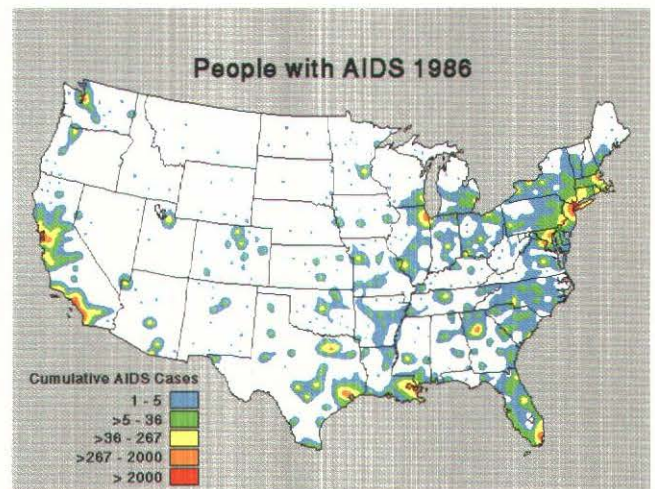 People with AIDS 1986
Cumulative AIDS Cases
1 - 5
>5 - 36
>36 - 267
>267 - 2000
> 2000